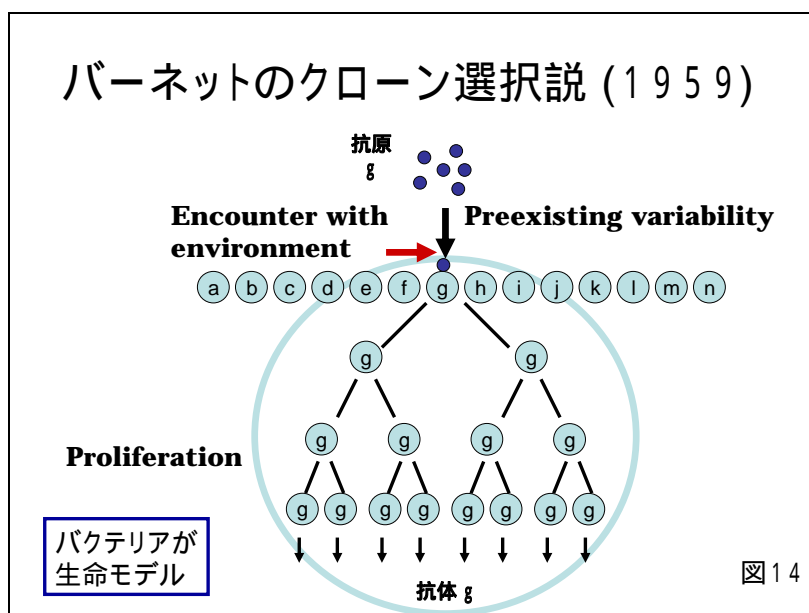 バーネットのクローン選択説 (1959)
抗原
g
Encounter with
environment
Preexisting variability
a b c d e f g h i j k l m n
g g
g g g g
Proliferation
g g g g g g g g
バクテリアが
生命モデル
抗体 g
図14